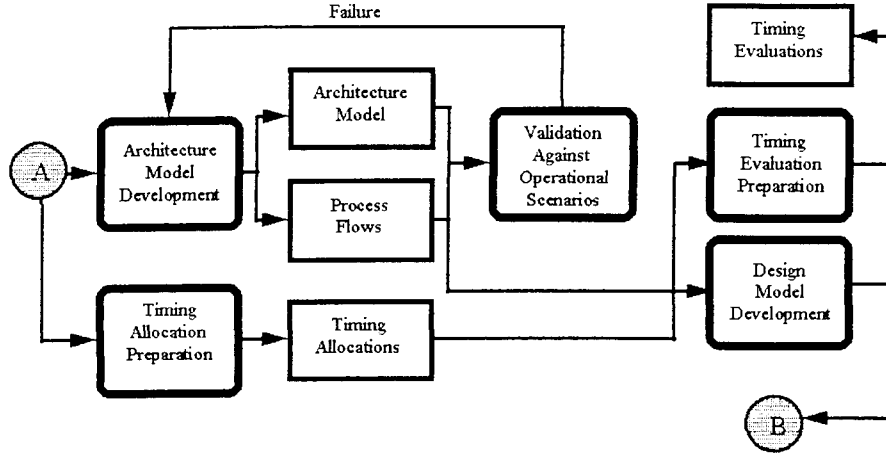 Failure
Timing
Evaluations
Architecture
Model
Architecture
Model
Development
Validation
Against
Operational
Scenarios
Timing
Evaluation
Preparation
A
Process
Flows
Design
Model
Development
Timing
Allocation
Preparation
Timing
Allocations
B